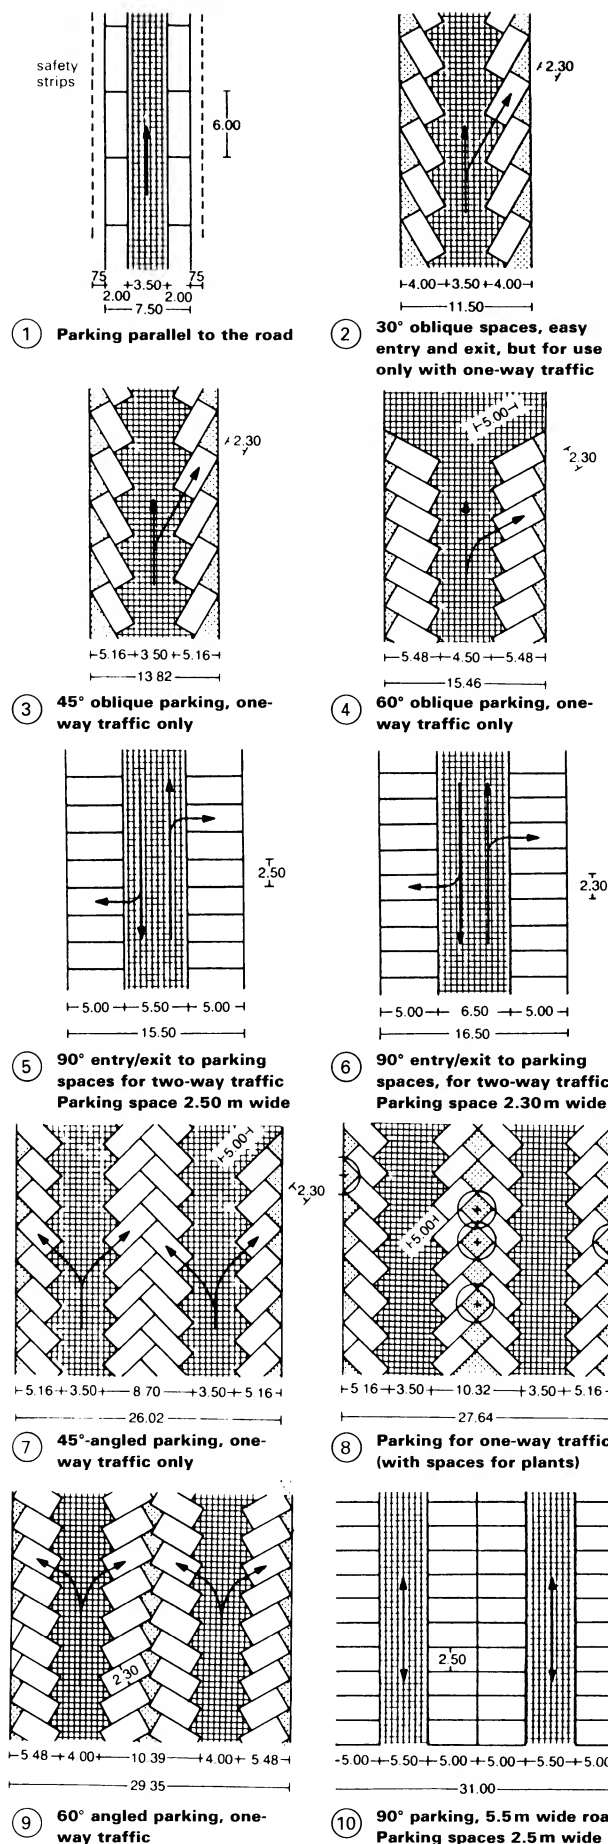 safety
strips
6.00
75 3.50 75
2.00 2.00
7.50
1 Parking parallel to the road
2.30
4.00 3.50 4.00
11.50
2 30° oblique spaces, easy
entry and exit, but for use
only with one-way traffic
2.30
5.16 3 50 5.16
13 82
3 45° oblique parking, one-
way traffic only
5.00
2.30
5.48 4.50 5.48
15.46
4 60° oblique parking, one-
way traffic only
2.50
5.00 5.50 5.00
15.50
5 90° entry/exit to parking
spaces for two-way traffic
Parking space 2.50 m wide
2.30
5.00 6.50 5.00
16.50
6 90° entry/exit to parking
spaces, for two-way traffic
Parking space 2.30 m wide
5.00
2.30
5.16 3.50 8 70 3.50 5 16
26.02
7 45°-angled parking, one-
way traffic only
5.00
5 16 3.50 10.32 3.50 5.16
27.64
8 Parking for one-way traffic
(with spaces for plants)
2 30
5 48 4 00 10 39 4 00 5 48
29 35
9 60° angled parking, one-
way traffic
2.50
5.00 5.50 5.00 5.00 5.50 5.00
31.00
10 90° parking, 5.5 m wide roa
Parking spaces 2.5 m wide